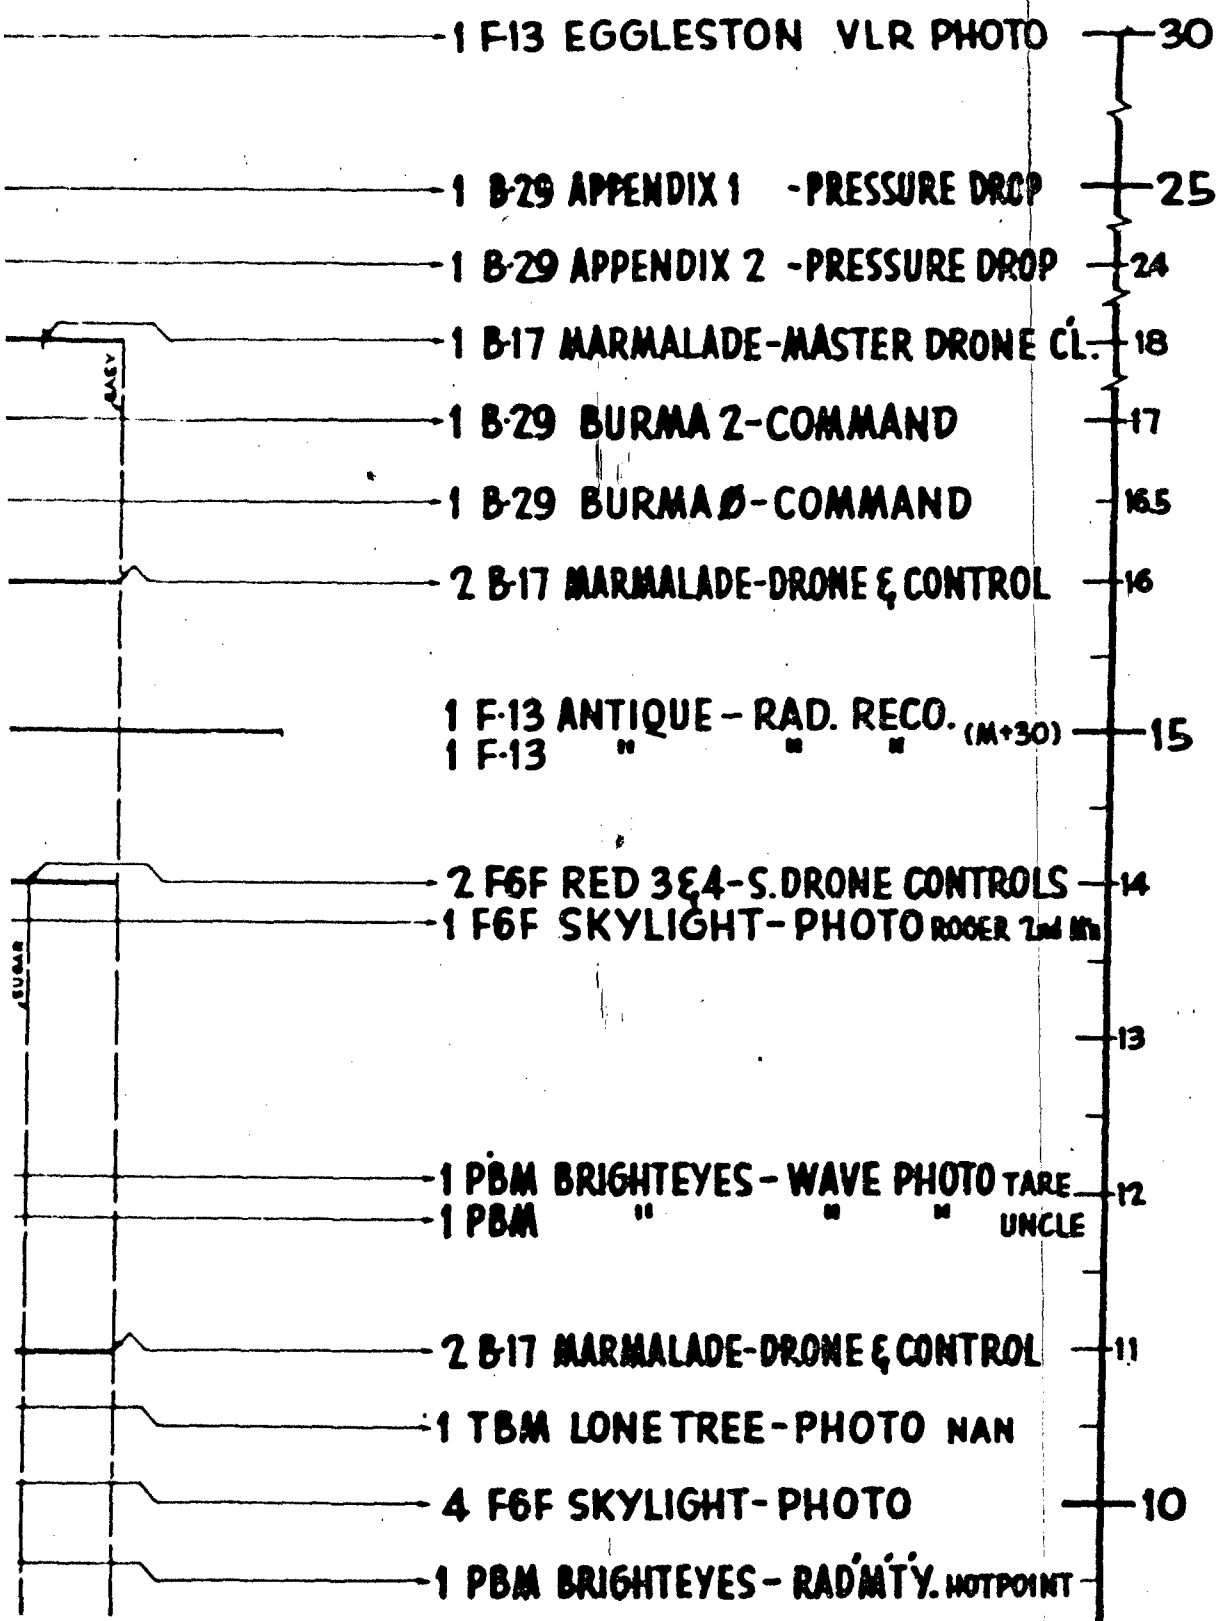 1 F-13 EGGLESTON VLR PHOTO 30
1 B-29 APPENDIX 1 -PRESSURE DROP 25
1 B-29 APPENDIX 2 -PRESSURE DROP 24
1 B-17 MARMALADE-MASTER DRONE C'L. 18
EASY
1 B-29 BURMA 2-COMMAND 17
1 B-29 BURMA Ø-COMMAND 16.5
2 B-17 MARMALADE-DRONE & CONTROL 16
1 F-13 ANTIQUE - RAD. RECO. (M+30) 15
1 F-13 " " "
2 F6F RED 3&4-S. DRONE CONTROLS 14
1 F6F SKYLIGHT-PHOTO ROGER 2nd
SUGAR
13
1 PBM BRIGHTEYES - WAVE PHOTO TARE 12
1 PBM " " " UNCLE
2 B-17 MARMALADE-DRONE & CONTROL 11
1 TBM LONE TREE-PHOTO NAN
4 F6F SKYLIGHT-PHOTO 10
1 PBM BRIGHTEYES - RAD'M'T'Y. HOTPOINT